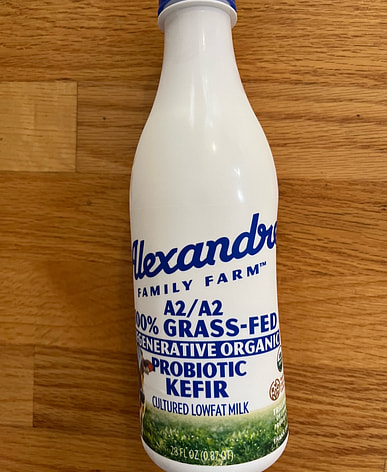 Alexandre
FAMILY FARM™
A2/A2
100% GRASS-FED
REGENERATIVE ORGANIC
PROBIOTIC
KEFIR
CULTURED LOWFAT MILK
28 FL OZ (0.87 QT)